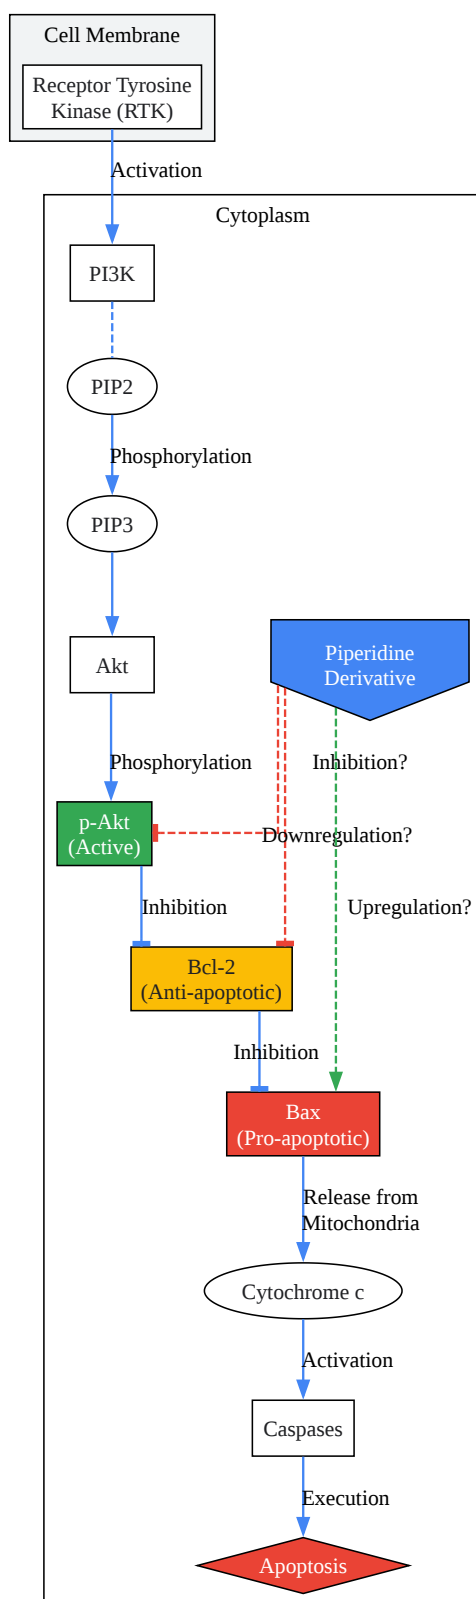 Cell Membrane
Receptor Tyrosine
Kinase (RTK)
Activation
Cytoplasm
PI3K
PIP2
Phosphorylation
PIP3
Akt
Piperidine
Derivative
Phosphorylation
Inhibition?
p-Akt
(Active)
Downregulation?
Inhibition
Upregulation?
Bcl-2
(Anti-apoptotic)
Inhibition
Bax
(Pro-apoptotic)
Release from
Mitochondria
Cytochrome c
Activation
Caspases
Execution
Apoptosis